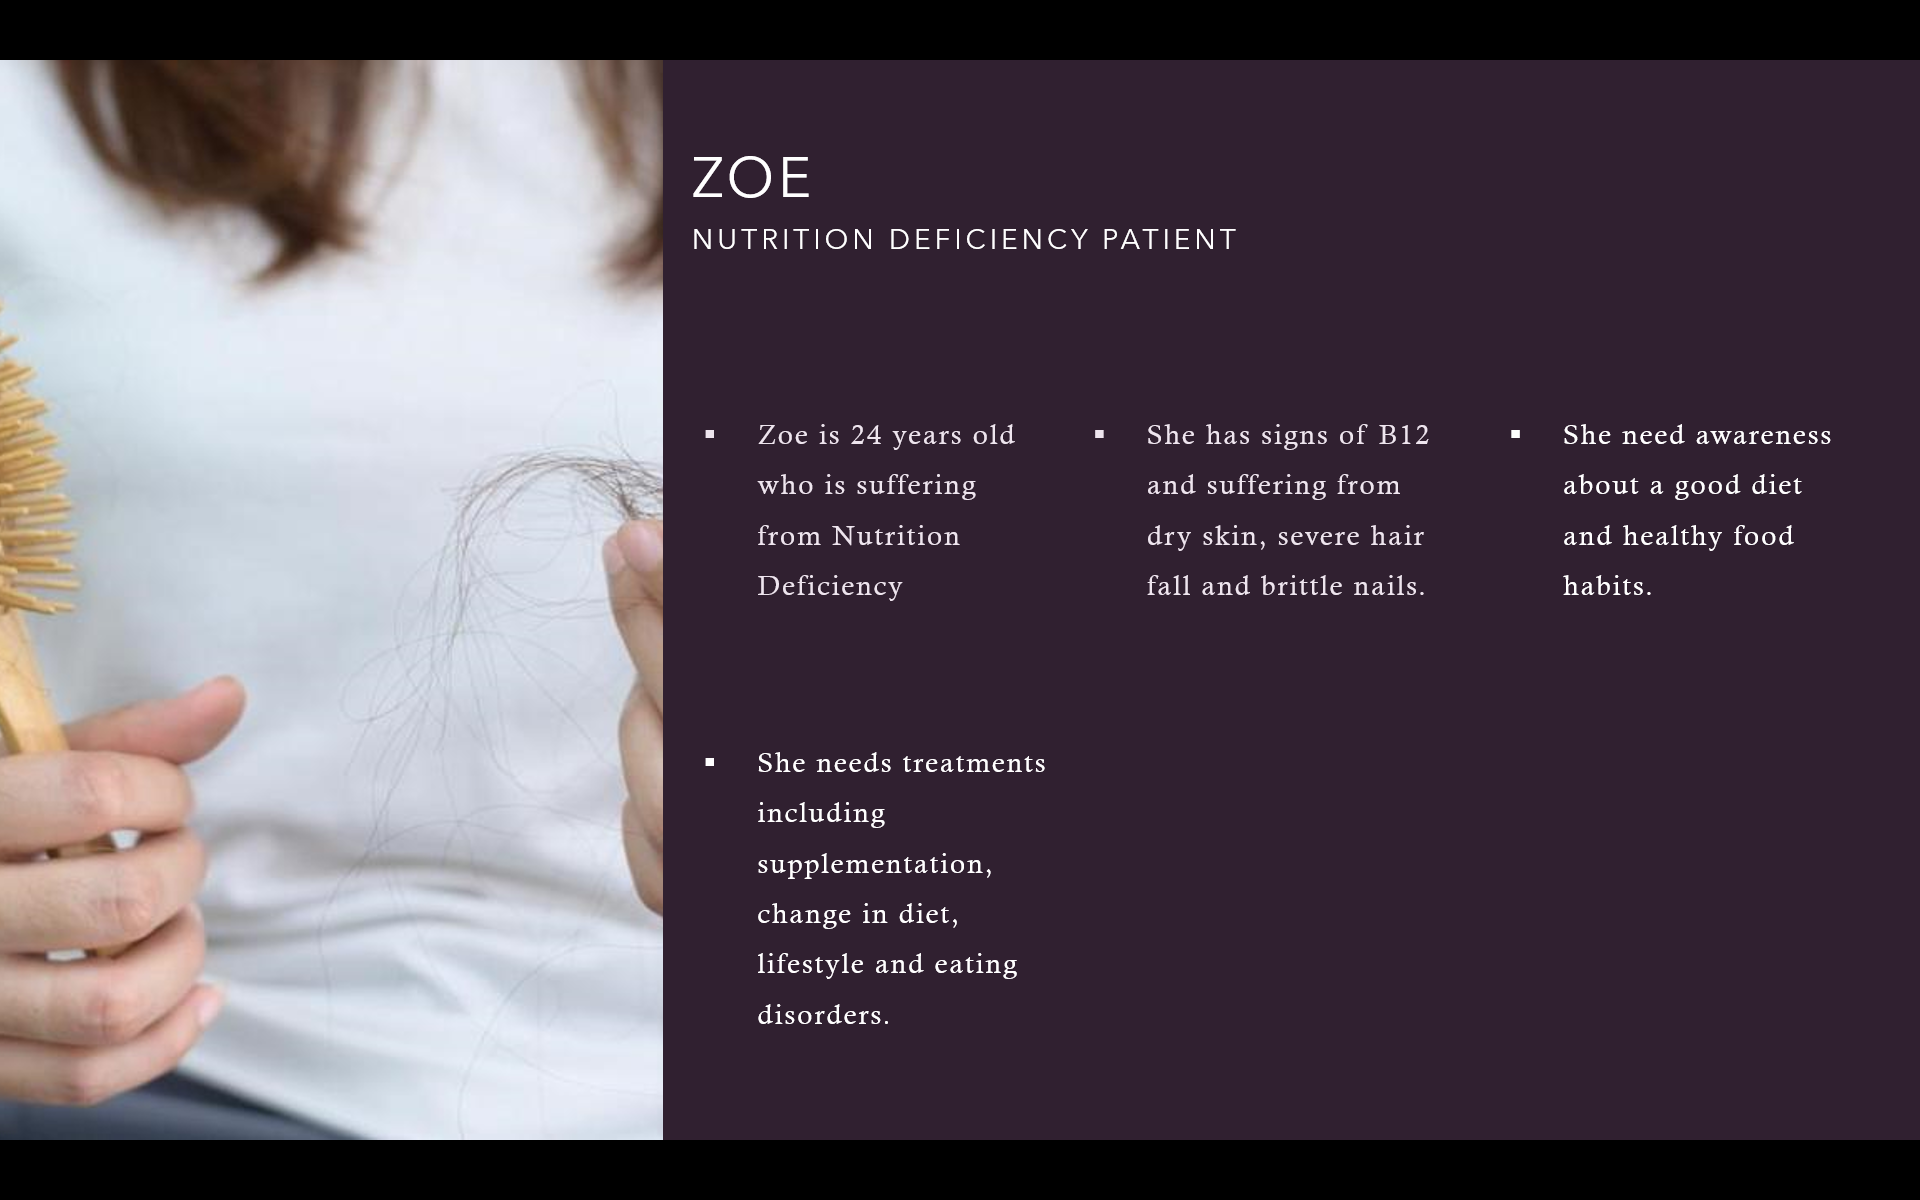 ZOE
NUTRITION DEFICIENCY PATIENT
▪ Zoe is 24 years old
who is suffering
from Nutrition
Deficiency
▪ She has signs of B12
and suffering from
dry skin, severe hair
fall and brittle nails.
▪ She need awareness
about a good diet
and healthy food
habits.
▪ She needs treatments
including
supplementation,
change in diet,
lifestyle and eating
disorders.